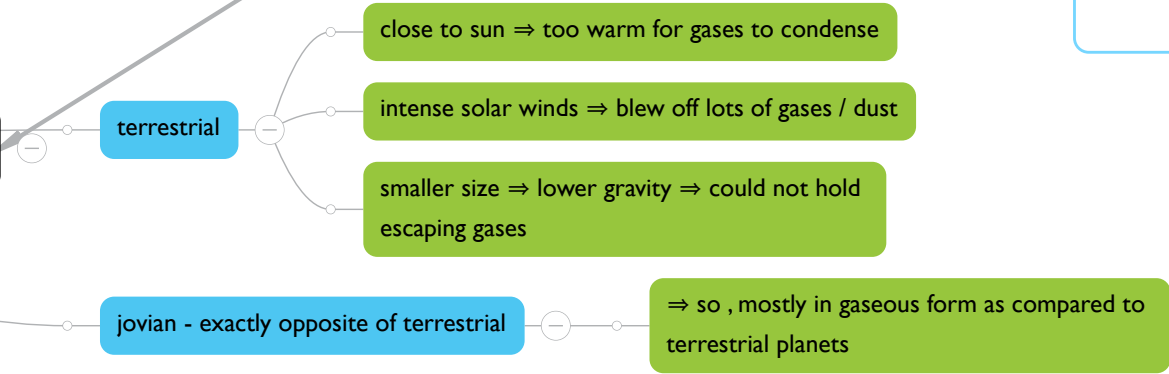 close to sun ⇒ too warm for gases to condense
intense solar winds ⇒ blew off lots of gases / dust
terrestrial
smaller size ⇒ lower gravity ⇒ could not hold
escaping gases
jovian - exactly opposite of terrestrial
⇒ so , mostly in gaseous form as compared to
terrestrial planets